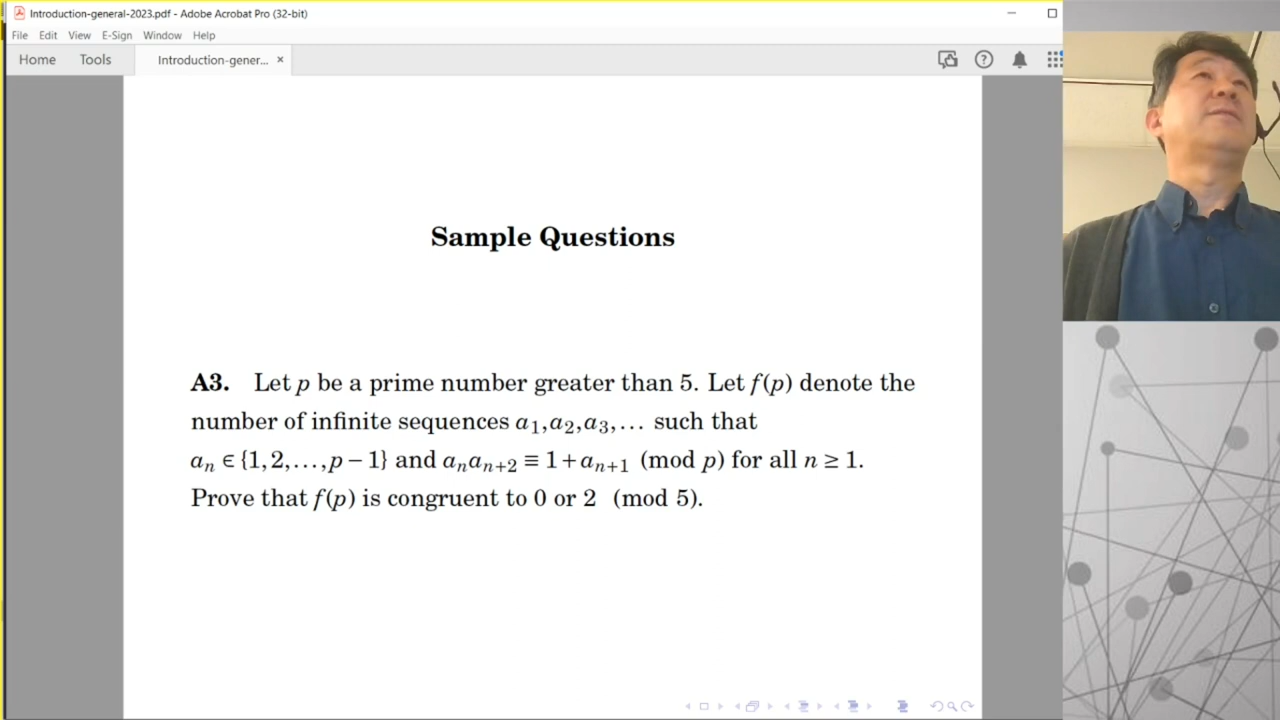 Introduction-general-2023.pdf - Adobe Acrobat Pro (32-bit)
File Edit View E-Sign Window Help
Home Tools Introduction-gener... ×
Sample Questions
A3. Let p be a prime number greater than 5. Let f(p) denote the
number of infinite sequences a₁,a₂,a₃,… such that
aₙ ∈ {1,2,…,p−1} and aₙaₙ₊₂ ≡ 1+aₙ₊₁ (mod p) for all n ≥ 1.
Prove that f(p) is congruent to 0 or 2 (mod 5).